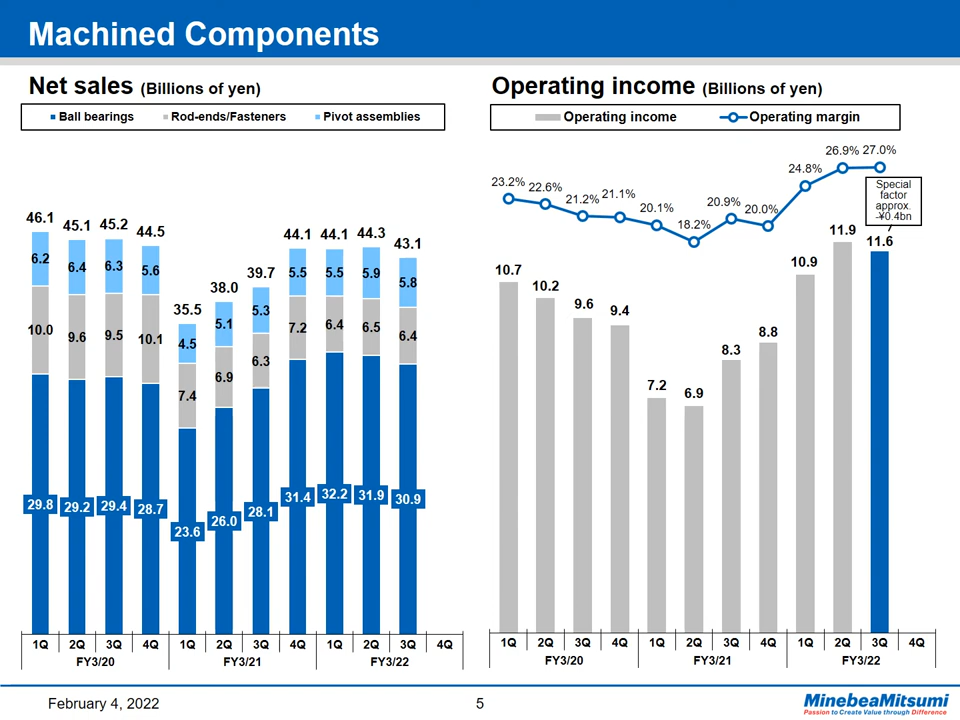 Machined Components
Net sales (Billions of yen)
Ball bearings Rod-ends/Fasteners Pivot assemblies
46.1 45.1 45.2 44.5 35.5 38.0 39.7 44.1 44.1 44.3 43.1
6.2 6.4 6.3 5.6 4.5 5.1 5.3 5.5 5.5 5.9 5.8
10.0 9.6 9.5 10.1 7.4 6.9 6.3 7.2 6.4 6.5 6.4
29.8 29.2 29.4 28.7 23.6 26.0 28.1 31.4 32.2 31.9 30.9
1Q 2Q 3Q 4Q 1Q 2Q 3Q 4Q 1Q 2Q 3Q 4Q
FY3/20 FY3/21 FY3/22
Operating income (Billions of yen)
Operating income Operating margin
23.2% 22.6% 21.2% 21.1% 20.1% 18.2% 20.9% 20.0% 24.8% 26.9% 27.0%
Special
factor
approx.
-¥0.4bn
10.7 10.2 9.6 9.4 7.2 6.9 8.3 8.8 10.9 11.9 11.6
1Q 2Q 3Q 4Q 1Q 2Q 3Q 4Q 1Q 2Q 3Q 4Q
FY3/20 FY3/21 FY3/22
February 4, 2022
5
MinebeaMitsumi
Passion to Create Value through Difference